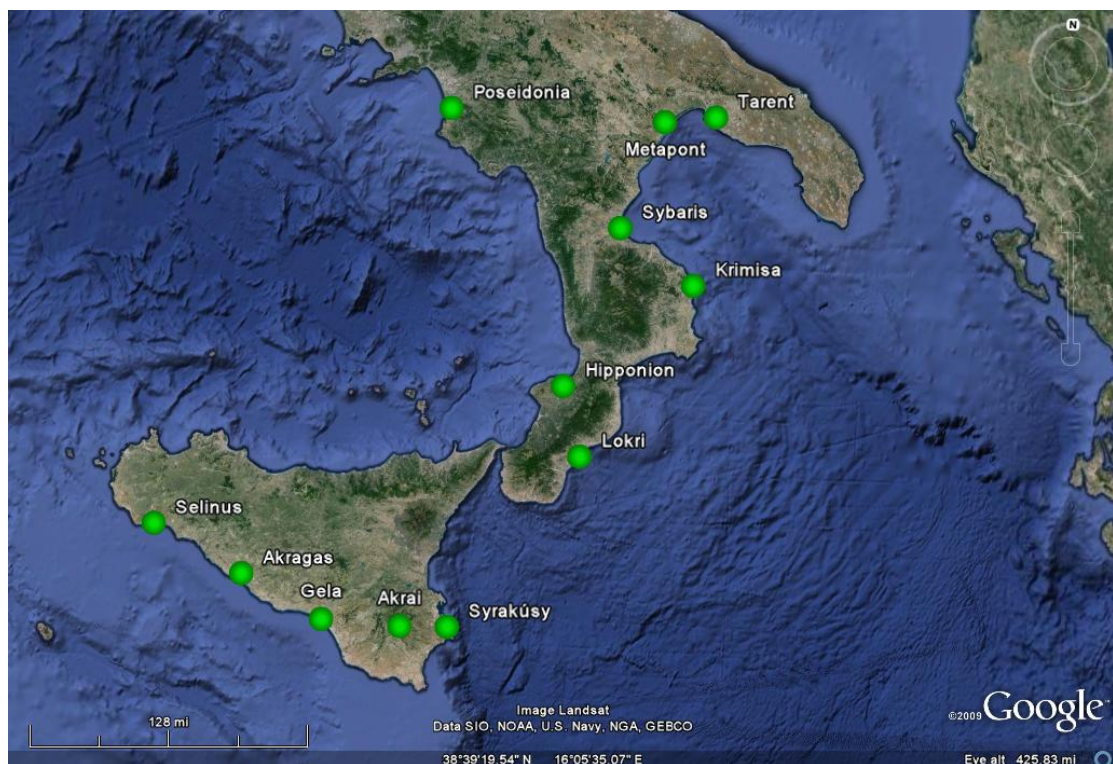 N
Poseidonia
Tarent
Metapont
Sybaris
Krimisa
Hipponion
Lokri
Selinus
Akragas
Gela
Akrai
Syrakúsy
128 mi
Image Landsat
Data SIO, NOAA, U.S. Navy, NGA, GEBCO
©2009 Google
38°39'19.54" N 16°05'35.07" E
Eye alt 425.83 mi